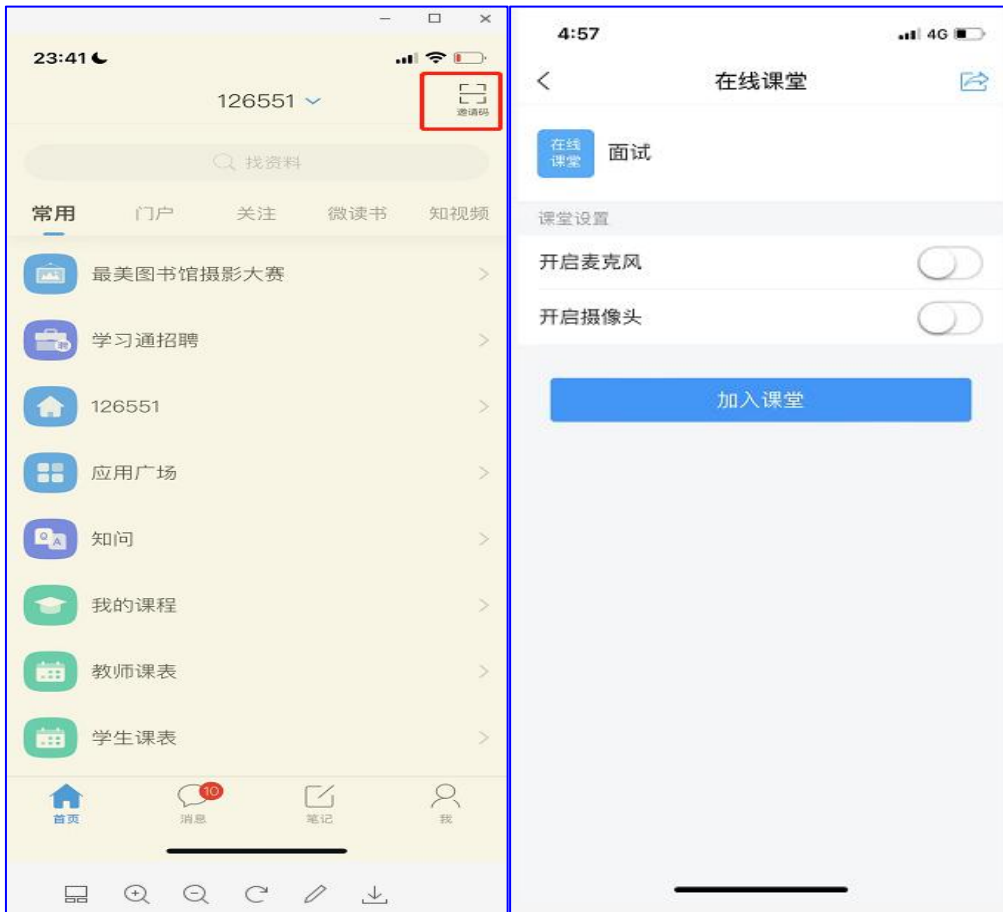 23:41
126551
邀请码
找资料
常用 门户 关注 微读书 知视频
最美图书馆摄影大赛
学习通招聘
126551
应用广场
知问
我的课程
教师课表
学生课表
10
首页 消息 笔记 我
4:57
4G
在线课堂
在线
课堂
面试
课堂设置
开启麦克风
开启摄像头
加入课堂